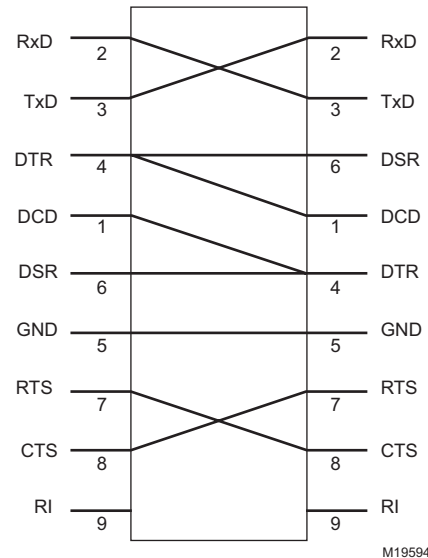 RxD 2 2 RxD
TxD 3 3 TxD
DTR 4 6 DSR
DCD 1 1 DCD
DSR 6 4 DTR
GND 5 5 GND
RTS 7 7 RTS
CTS 8 8 CTS
RI 9 9 RI
M19594